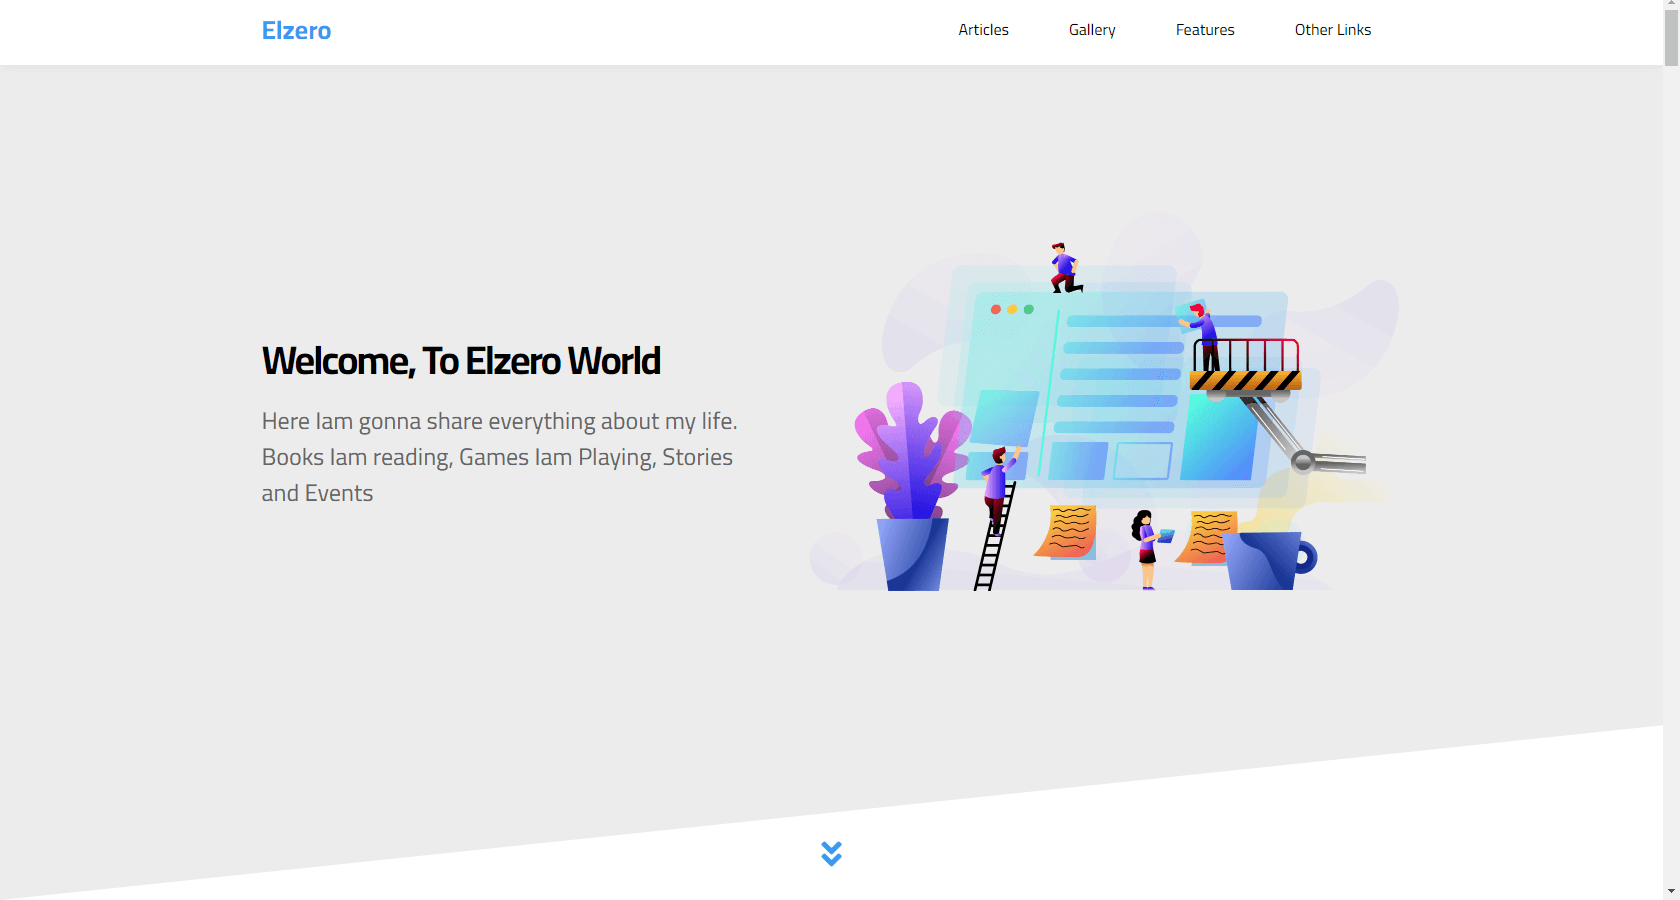 Elzero
Articles
Gallery
Features
Other Links
Welcome, To Elzero World
Here Iam gonna share everything about my life.
Books Iam reading, Games Iam Playing, Stories
and Events